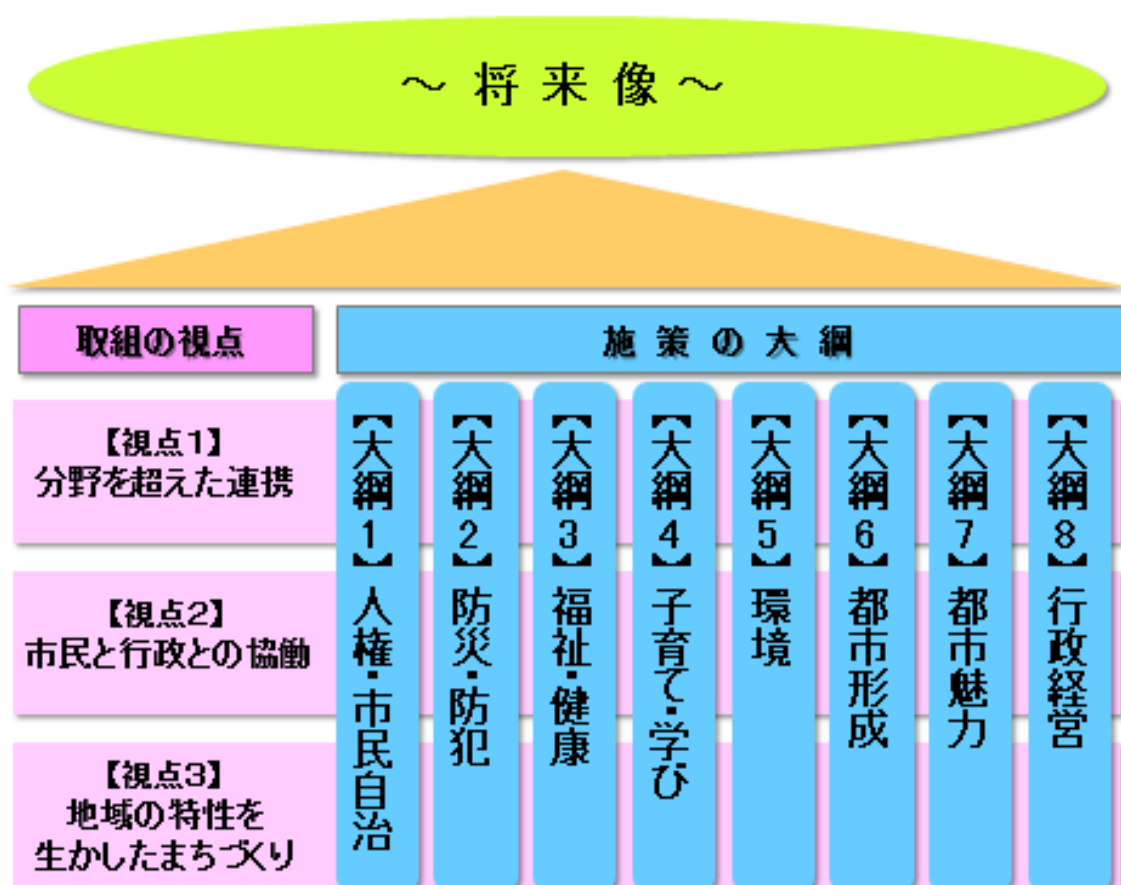 ～ 将 来 像 ～
取組の視点
施 策 の 大 綱
【視点1】
分野を超えた連携
【視点2】
市民と行政との協働
【視点3】
地域の特性を
生かしたまちづくり
【大綱1】人権・市民自治
【大綱2】防災・防犯
【大綱3】福祉・健康
【大綱4】子育て・学び
【大綱5】環境
【大綱6】都市形成
【大綱7】都市魅力
【大綱8】行政経営